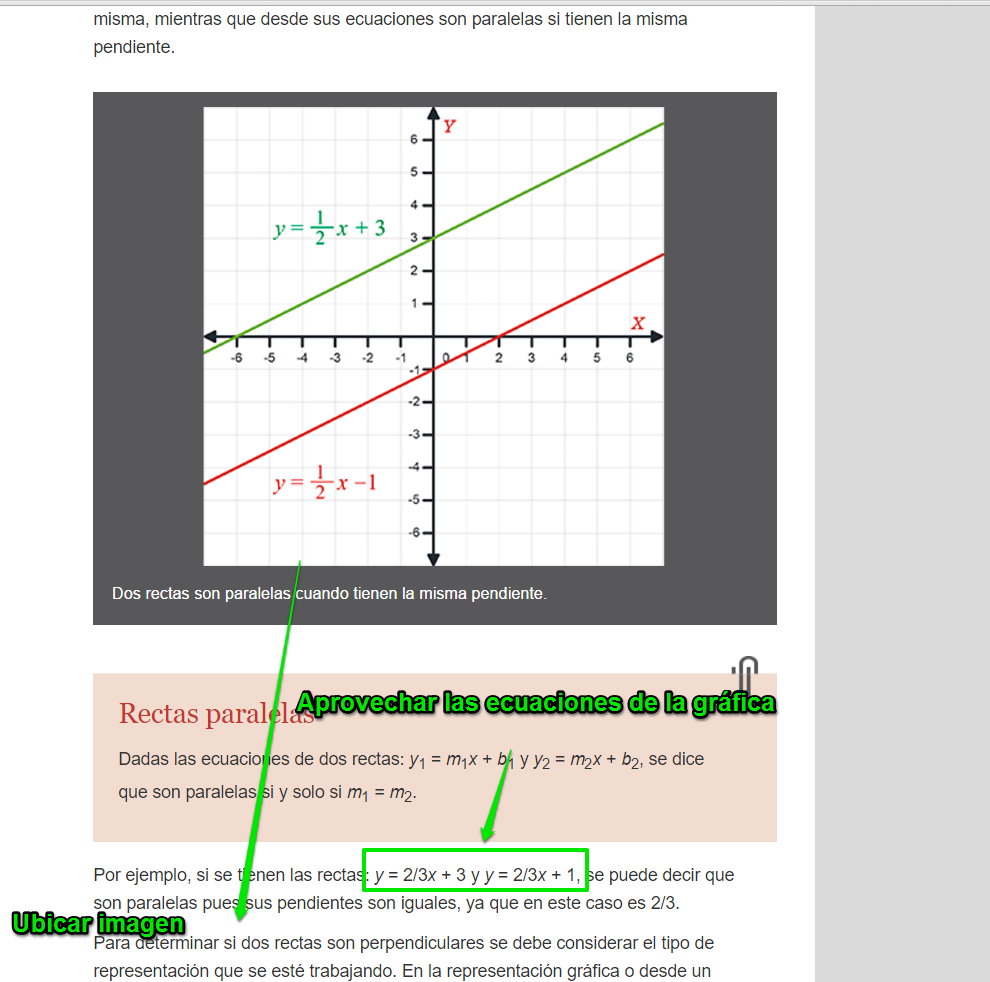 misma, mientras que desde sus ecuaciones son paralelas si tienen la misma
pendiente.
Y
6
5
4
y = 1/2 x + 3
3
2
1
X
-6 -5 -4 -3 -2 -1 0 1 2 3 4 5 6
-1
-2
-3
-4
y = 1/2 x – 1
-5
-6
Dos rectas son paralelas cuando tienen la misma pendiente.
Aprovechar las ecuaciones de la gráfica
Rectas paralelas
Dadas las ecuaciones de dos rectas: y₁ = m₁x + b₁ y y₂ = m₂x + b₂, se dice
que son paralelas si y solo si m₁ = m₂.
Por ejemplo, si se tienen las rectas: y = 2/3x + 3 y y = 2/3x + 1, se puede decir que
son paralelas pues sus pendientes son iguales, ya que en este caso es 2/3.
Ubicar imagen
Para determinar si dos rectas son perpendiculares se debe considerar el tipo de
representación que se esté trabajando. En la representación gráfica o desde un